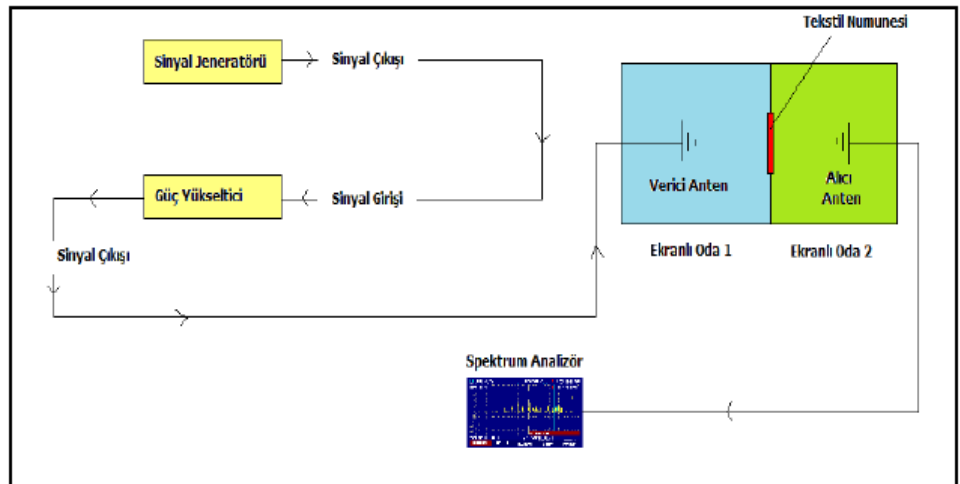 Tekstil Numunesi
Sinyal Jeneratörü
Sinyal Çıkışı
Güç Yükseltici
Sinyal Girişi
Sinyal Çıkışı
Verici Anten
Alıcı
Anten
Ekranlı Oda 1
Ekranlı Oda 2
Spektrum Analizör